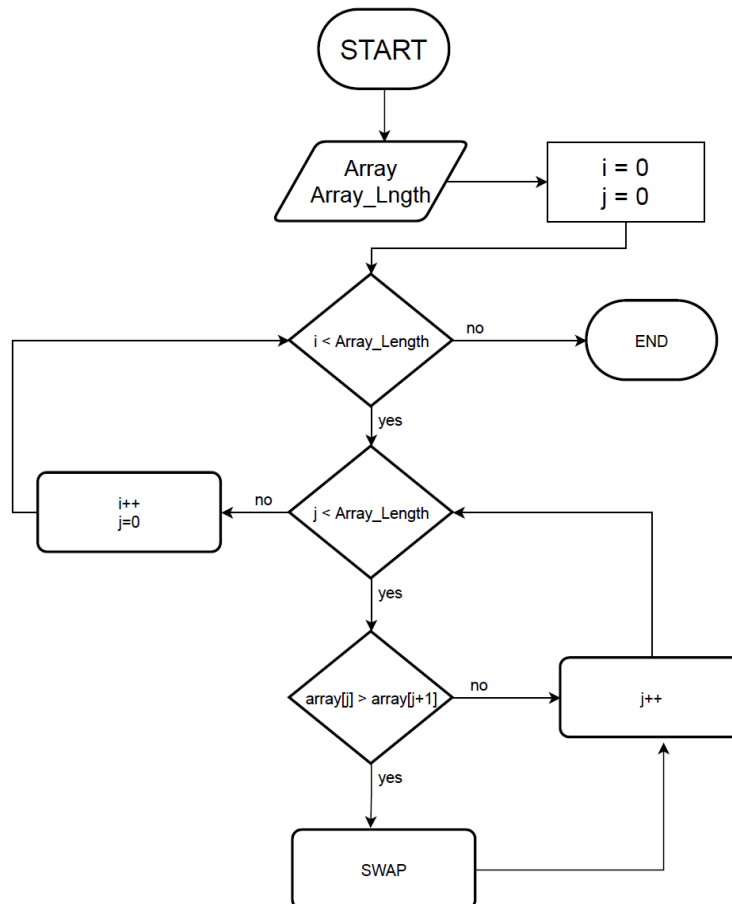 START
Array
Array_Lngth
i = 0
j = 0
i < Array_Length
no
END
yes
i++
j=0
no
j < Array_Length
yes
array[j] > array[j+1]
no
j++
yes
SWAP